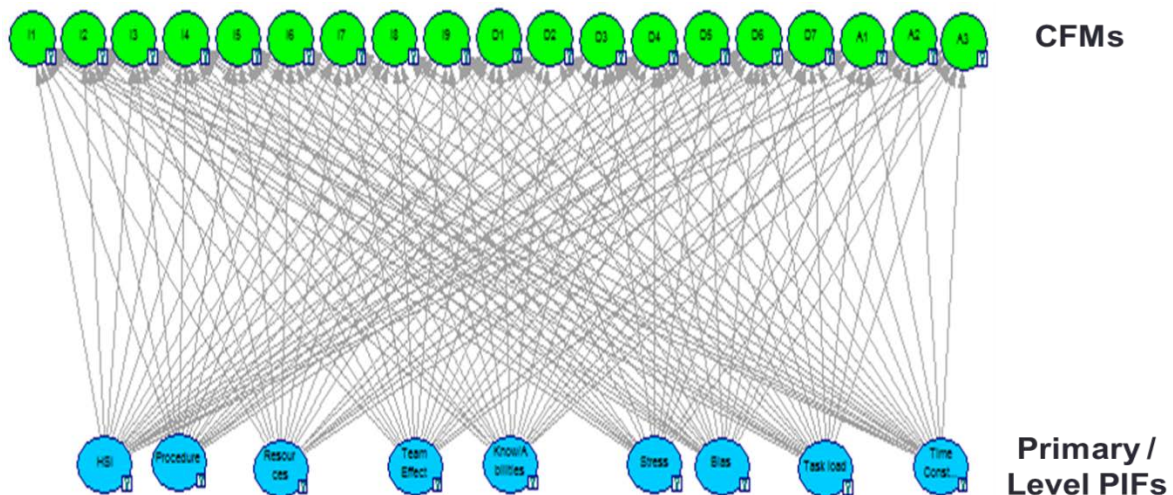 I1 I2 I3 I4 I5 I6 I7 I8 I9 D1 D2 D3 D4 D5 D6 D7 A1 A2 A3
CFMs
HSI
Procedure
Resour
ces
Team
Effect
Know/A
bilities
Stress
Bias
Task load
Time
Const...
Primary /
Level PIFs